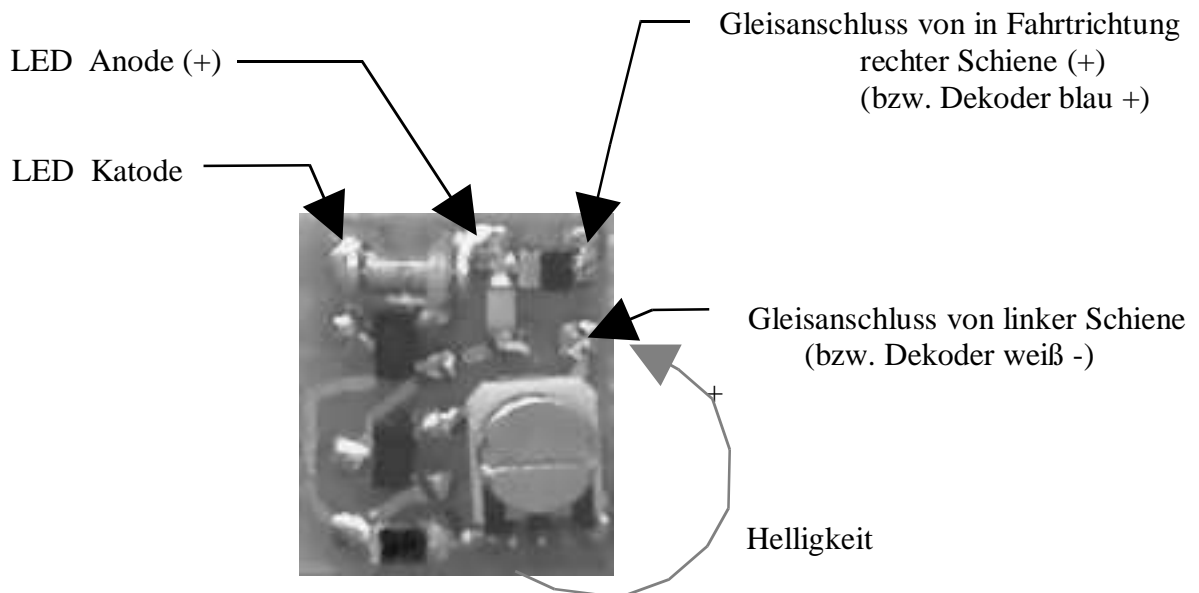 Gleisanschluss von in Fahrtrichtung
rechter Schiene (+)
(bzw. Dekoder blau +)
LED Anode (+)
LED Katode
Gleisanschluss von linker Schiene
(bzw. Dekoder weiß -)
+
Helligkeit